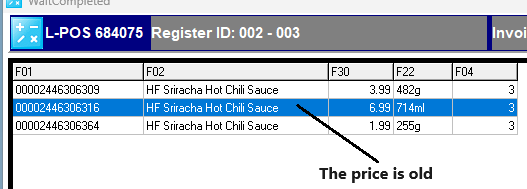 WaitCompleted
L-POS 684075 Register ID: 002 - 003 Invoi
F01 F02 F30 F22 F04
00002446306309 HF Sriracha Hot Chili Sauce 3.99 482g 3
00002446306316 HF Sriracha Hot Chili Sauce 6.99 714ml 3
00002446306364 HF Sriracha Hot Chili Sauce 1.99 255g 3
The price is old